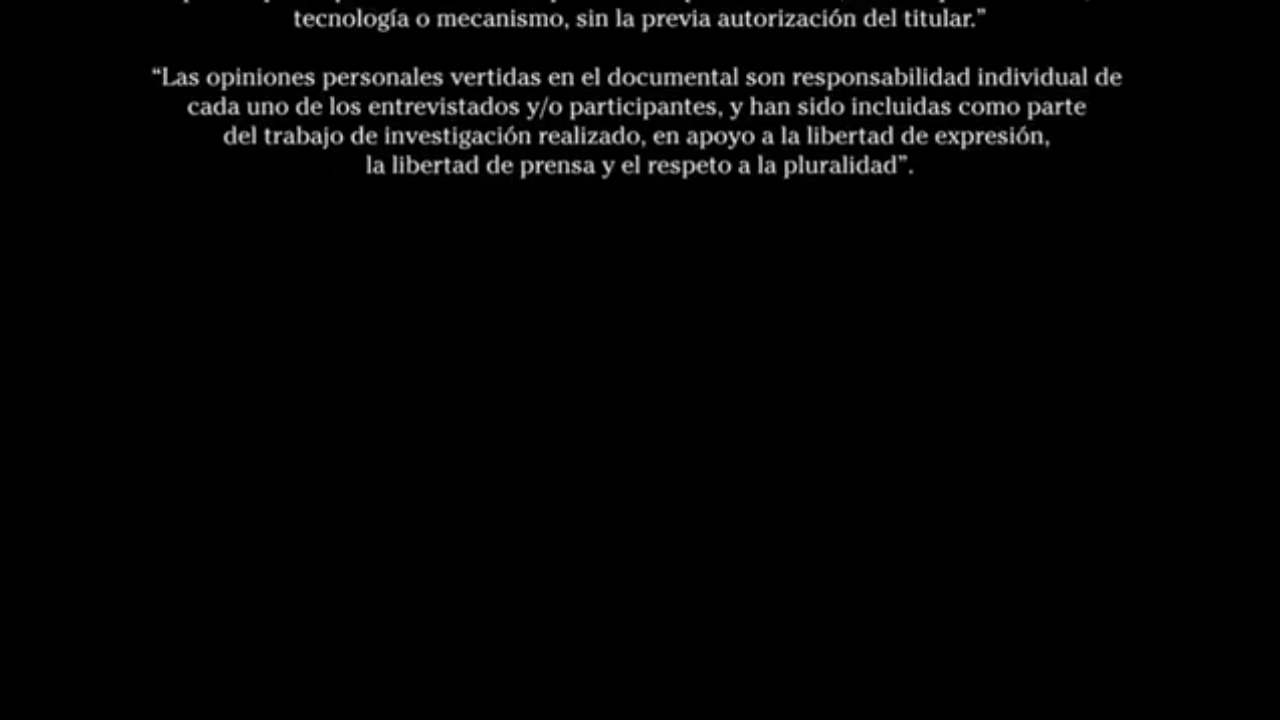 tecnología o mecanismo, sin la previa autorización del titular.”
“Las opiniones personales vertidas en el documental son responsabilidad individual de
cada uno de los entrevistados y/o participantes, y han sido incluidas como parte
del trabajo de investigación realizado, en apoyo a la libertad de expresión,
la libertad de prensa y el respeto a la pluralidad”.